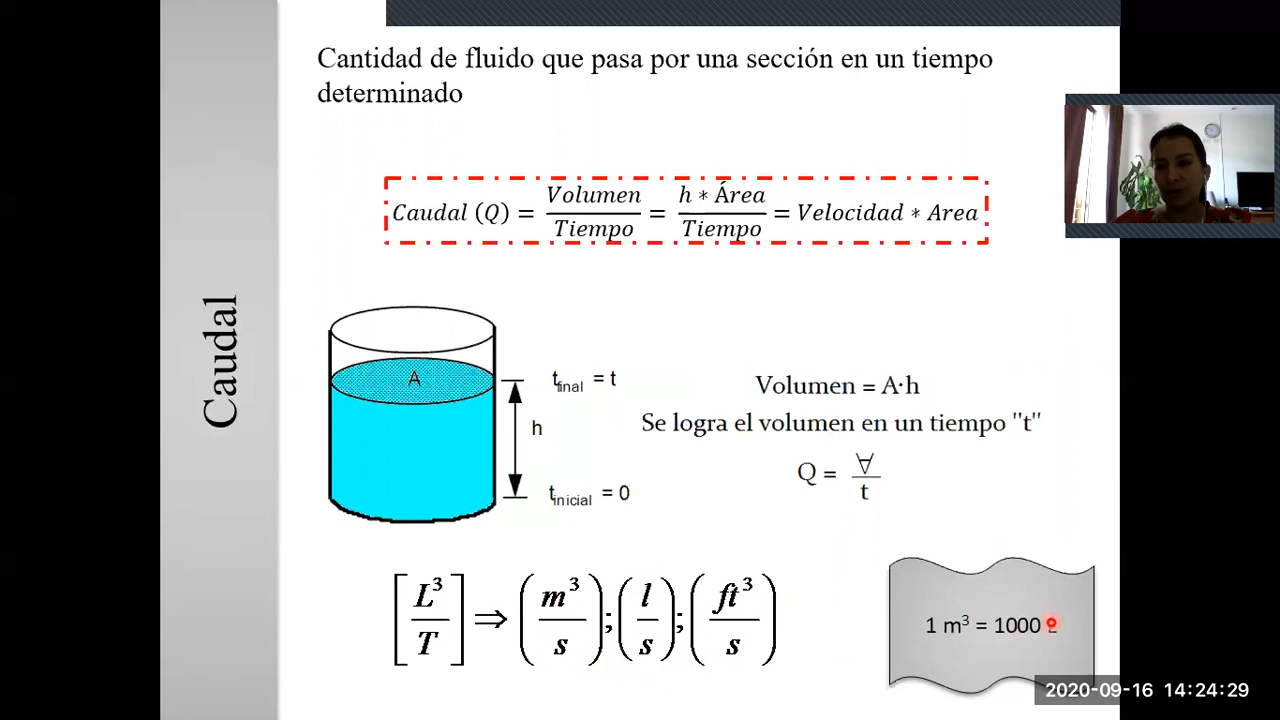 Cantidad de fluido que pasa por una sección en un tiempo
determinado
Caudal (Q) = Volumen / Tiempo = h * Área / Tiempo = Velocidad * Area
Caudal
A
t_final = t
h
t_inicial = 0
Volumen = A·h
Se logra el volumen en un tiempo "t"
Q = ∀ / t
[L³ / T] ⇒ (m³ / s); (l / s); (ft³ / s)
1 m³ = 1000
2020-09-16 14:24:29